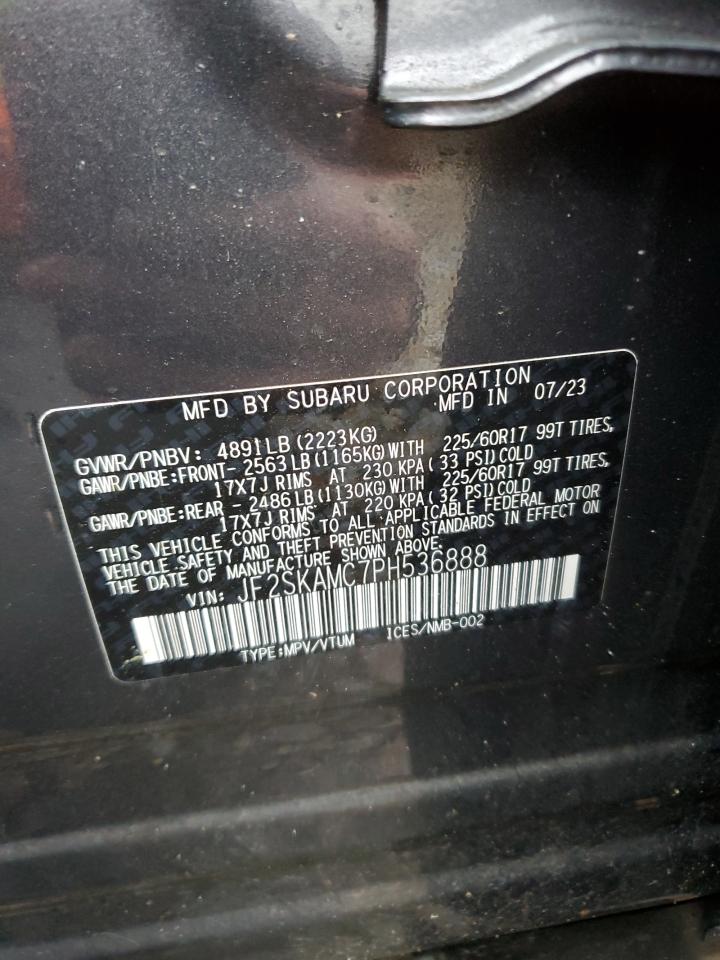 MFD BY SUBARU CORPORATION
MFD IN 07/23
GVWR/PNBV: 4891LB(2223KG)
GAWR/PNBE:FRONT- 2563LB(1165KG)WITH 225/60R17 99T TIRES,
17X7J RIMS AT 230 KPA( 33 PSI)COLD
GAWR/PNBE:REAR - 2486LB(1130KG)WITH 225/60R17 99T TIRES,
17X7J RIMS AT 220 KPA( 32 PSI)COLD
THIS VEHICLE CONFORMS TO ALL APPLICABLE FEDERAL MOTOR
VEHICLE SAFETY AND THEFT PREVENTION STANDARDS IN EFFECT ON
THE DATE OF MANUFACTURE SHOWN ABOVE.
VIN: JF2SKAMC7PH536888
TYPE:MPV/VTUM ICES/NMB-002